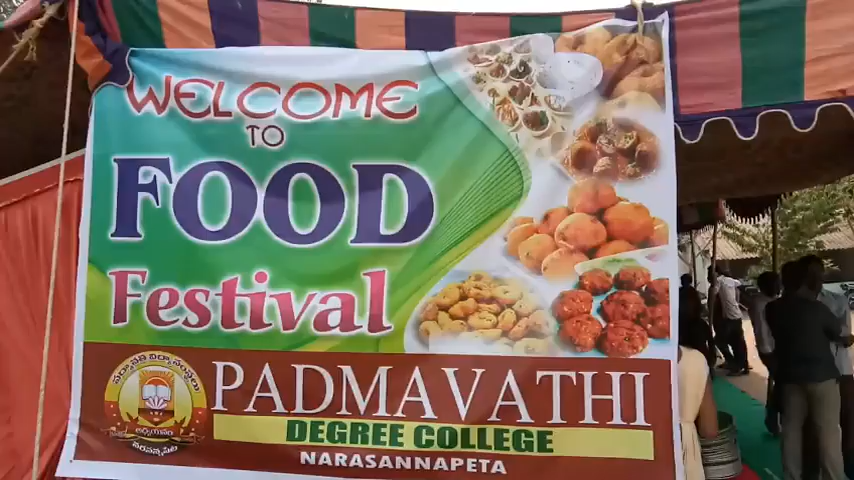 WELCOME
TO
FOOD
Festival
PADMAVATHI
DEGREE COLLEGE
NARASANNAPETA